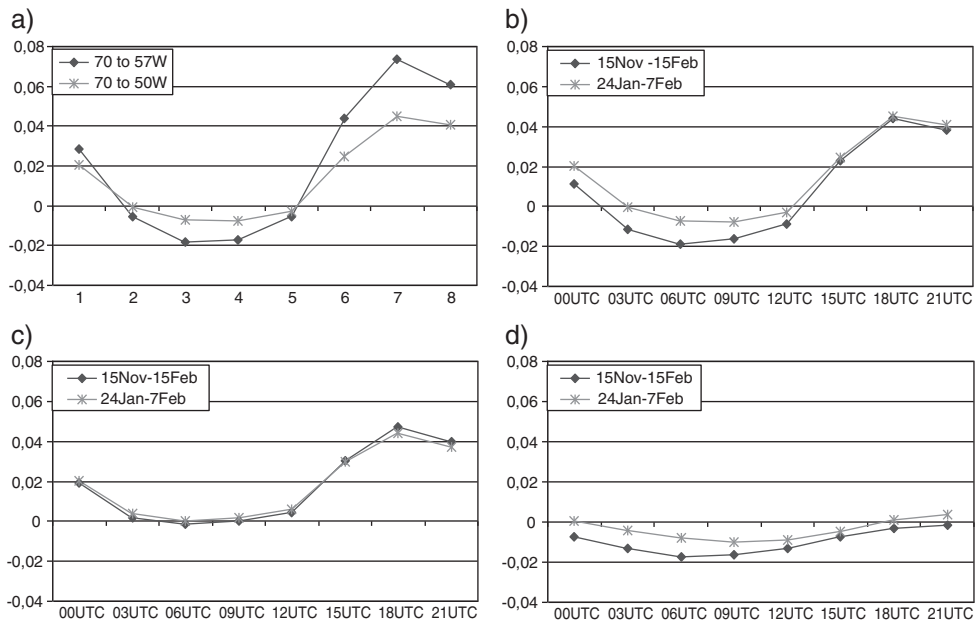 a)
0,08
0,06
0,04
0,02
0
-0,02
-0,04
70 to 57W
70 to 50W
1 2 3 4 5 6 7 8
b)
0,08
0,06
0,04
0,02
0
-0,02
-0,04
15Nov -15Feb
24Jan-7Feb
00UTC 03UTC 06UTC 09UTC 12UTC 15UTC 18UTC 21UTC
c)
0,08
0,06
0,04
0,02
0
-0,02
-0,04
15Nov-15Feb
24Jan-7Feb
00UTC 03UTC 06UTC 09UTC 12UTC 15UTC 18UTC 21UTC
d)
0,08
0,06
0,04
0,02
0
-0,02
-0,04
15Nov-15Feb
24Jan-7Feb
00UTC 03UTC 06UTC 09UTC 12UTC 15UTC 18UTC 21UTC